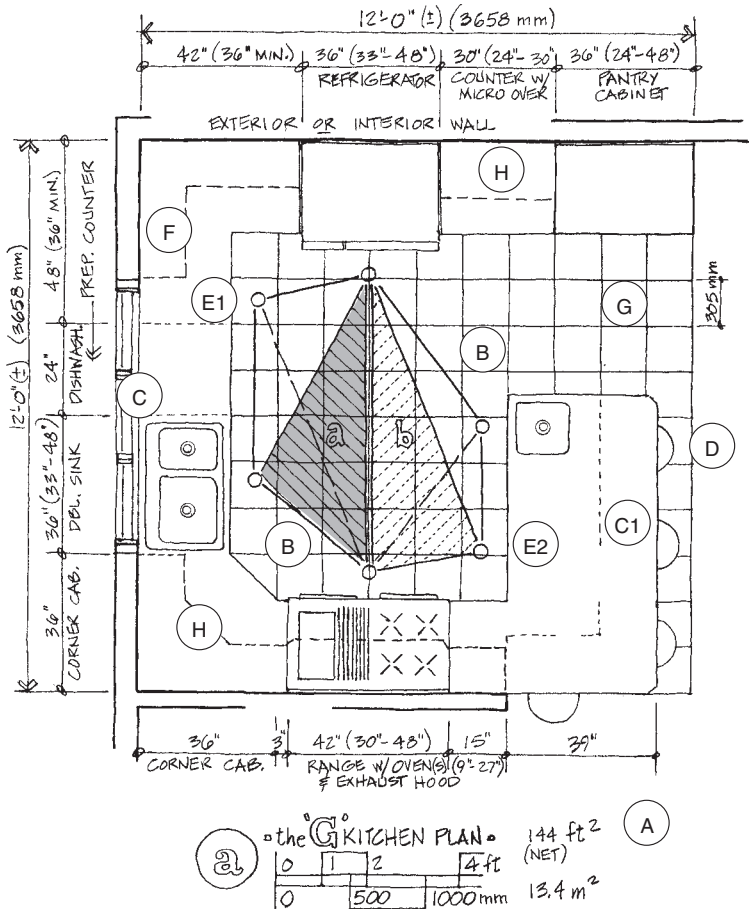 12'-0" (±) (3658 mm)
42" (36" MIN.) 36" (33"-48") 30" (24"-30" 36" (24"-48")
REFRIGERATOR COUNTER W/ MICRO OVER PANTRY CABINET
EXTERIOR OR INTERIOR WALL
H
F
E1
G
305 mm
B
C
a
b
D
C1
B
E2
H
12'-0" (±) (3658 mm)
48" (36" MIN.)
PREP. COUNTER
24"
DISHWASH.
36" (33"-48")
DBL. SINK
36"
CORNER CAB.
36" 3" 42" (30"-48") 15" 39"
CORNER CAB. RANGE W/OVEN(S) (9"-27")
& EXHAUST HOOD
A
a
the "G" KITCHEN PLAN
144 ft²
(NET)
0 1 2 4 ft
0 500 1000 mm 13.4 m²